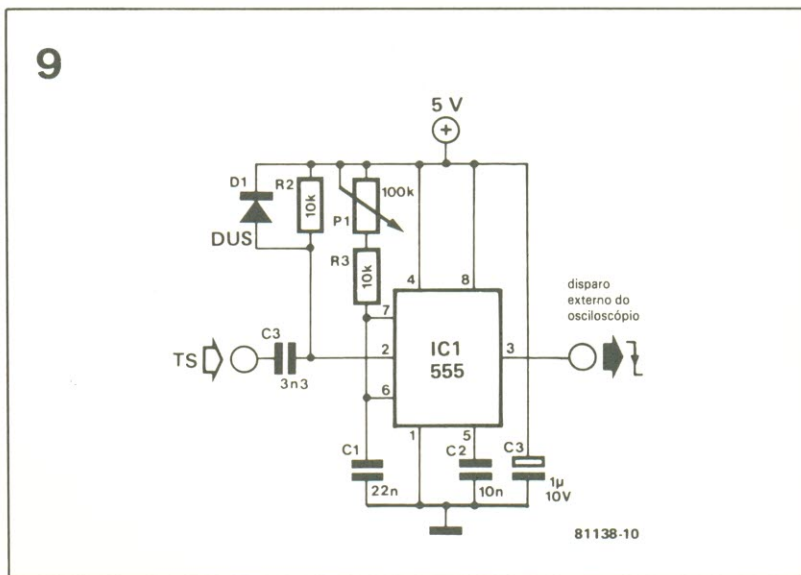 9
5 V
+
D1
R2
10k
100k
P1
DUS
R3
10k
4
8
disparo
externo do
osciloscópio
7
C3
TS
2
IC1
555
3
3n3
6
1
5
C1
C2
C3
22n
10n
1µ
10V
81138-10